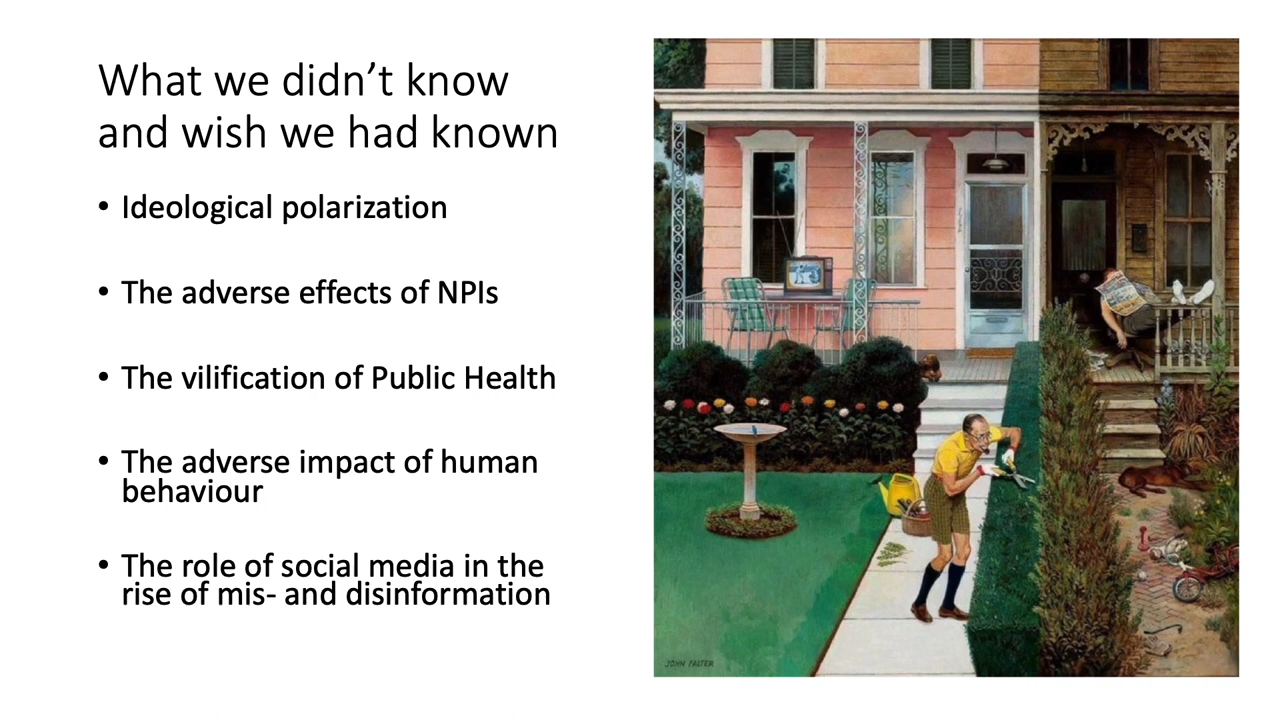 What we didn’t know
and wish we had known
• Ideological polarization
• The adverse effects of NPIs
• The vilification of Public Health
• The adverse impact of human
behaviour
• The role of social media in the
rise of mis- and disinformation
JOHN FALTER